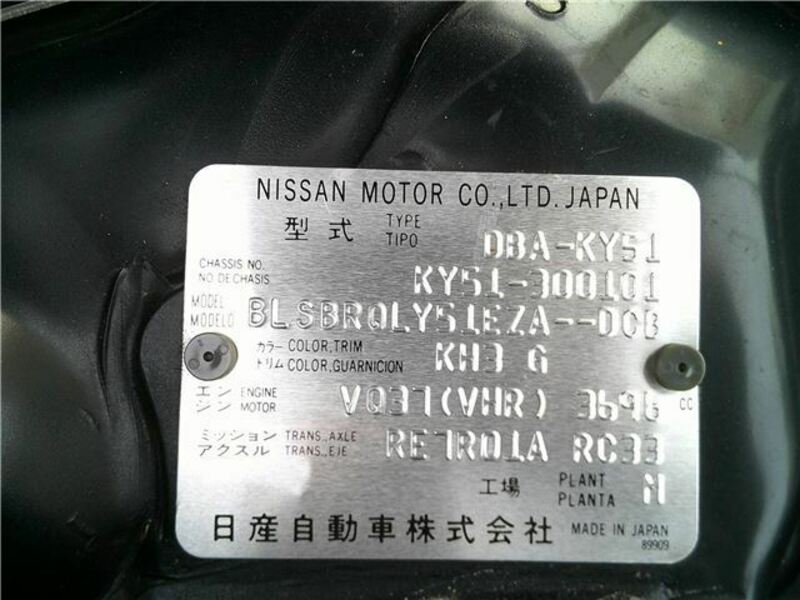 NISSAN MOTOR CO.,LTD. JAPAN
型式 TYPE TIPO DBA-KY51
CHASSIS NO. NO DE CHASIS KY51-300101
MODEL MODELO BLSBRQLY51EZA--DCB
カラー COLOR,TRIM トリム COLOR,GUARNICION KH3 G
エンジン ENGINE MOTOR VQ37(VHR) 3696 CC
ミッション TRANS.,AXLE アクスル TRANS.,EJE RE7R01A RC33
工場 PLANT PLANTA N
日産自動車株式会社 MADE IN JAPAN
89909